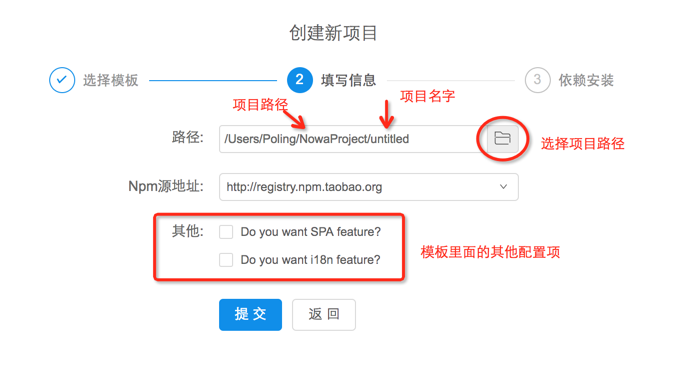 创建新项目
选择模板
2 填写信息
3 依赖安装
项目路径
项目名字
路径: /Users/Poling/NowaProject/untitled
选择项目路径
Npm源地址: http://registry.npm.taobao.org
其他: Do you want SPA feature?
Do you want i18n feature?
模板里面的其他配置项
提 交 返 回